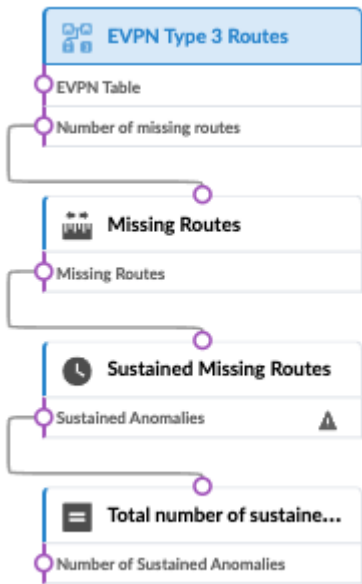 EVPN Type 3 Routes
EVPN Table
Number of missing routes
Missing Routes
Missing Routes
Sustained Missing Routes
Sustained Anomalies
Total number of sustaine...
Number of Sustained Anomalies